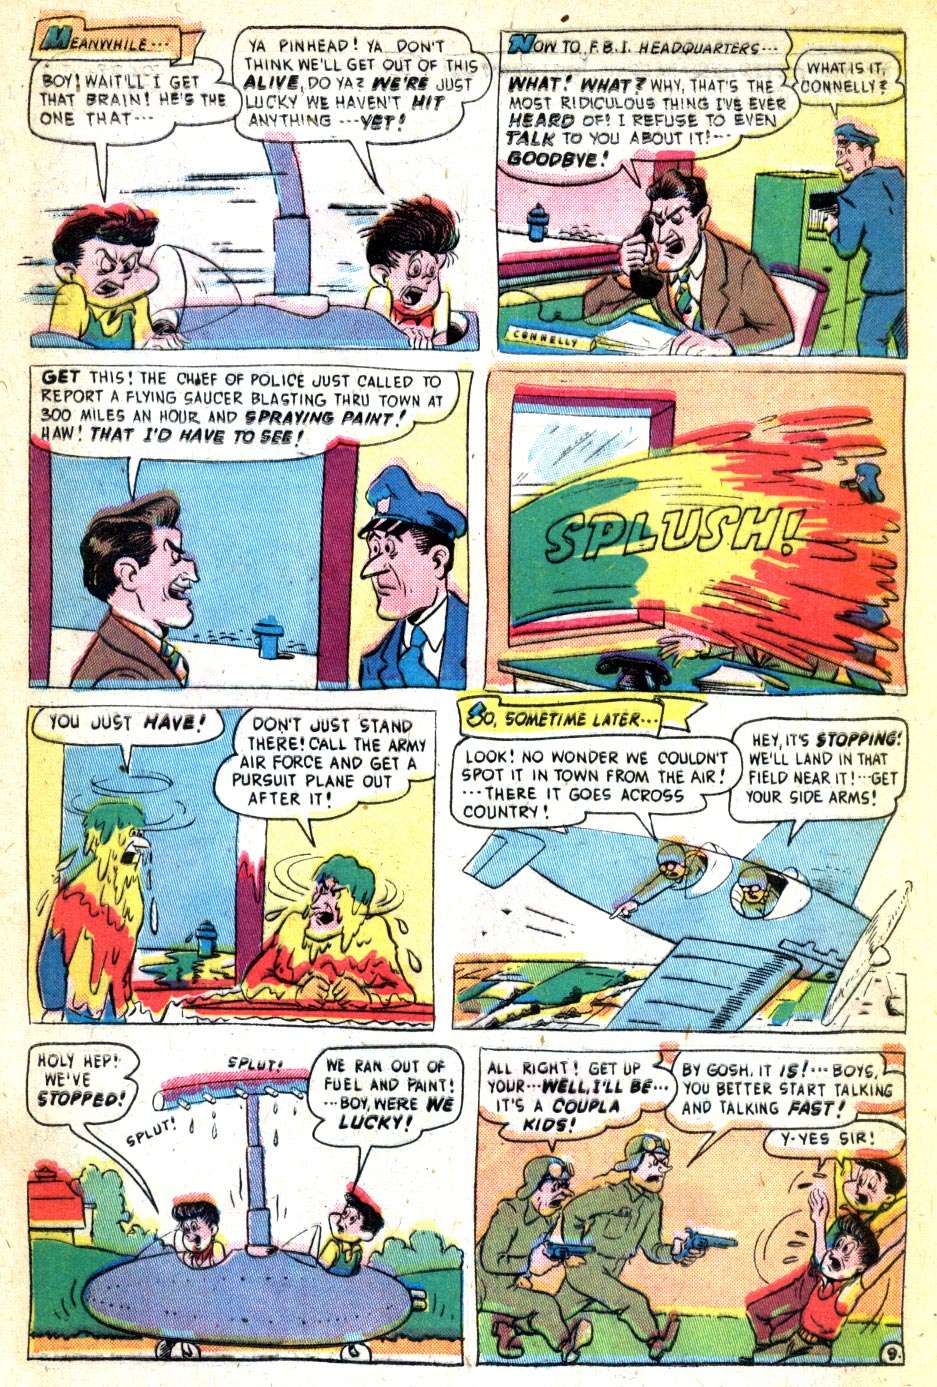 MEANWHILE---
BOY! WAIT'LL I GET
THAT BRAIN! HE'S THE
ONE THAT---
YA PINHEAD! YA DON'T
THINK WE'LL GET OUT OF THIS
ALIVE, DO YA? WE'RE JUST
LUCKY WE HAVEN'T HIT
ANYTHING ---YET!
NOW TO F.B.I. HEADQUARTERS---
WHAT! WHAT? WHY, THAT'S THE
MOST RIDICULOUS THING I'VE EVER
HEARD OF! I REFUSE TO EVEN
TALK TO YOU ABOUT IT!--
GOODBYE!
WHAT IS IT,
CONNELLY?
CONNELLY
GET THIS! THE CHIEF OF POLICE JUST CALLED TO
REPORT A FLYING SAUCER BLASTING THRU TOWN AT
300 MILES AN HOUR AND SPRAYING PAINT!
HAW! THAT I'D HAVE TO SEE!
SPLUSH!
YOU JUST HAVE!
DON'T JUST STAND
THERE! CALL THE ARMY
AIR FORCE AND GET A
PURSUIT PLANE OUT
AFTER IT!
SO, SOMETIME LATER---
LOOK! NO WONDER WE COULDN'T
SPOT IT IN TOWN FROM THE AIR!
---THERE IT GOES ACROSS
COUNTRY!
HEY, IT'S STOPPING!
WE'LL LAND IN THAT
FIELD NEAR IT!---GET
YOUR SIDE ARMS!
HOLY HEP!
WE'VE
STOPPED!
SPLUT!
SPLUT!
WE RAN OUT OF
FUEL AND PAINT!
---BOY, WERE WE
LUCKY!
ALL RIGHT! GET UP
YOUR---WELL, I'LL BE---
IT'S A COUPLA
KIDS!
BY GOSH, IT IS!---BOYS,
YOU BETTER START TALKING
AND TALKING FAST!
Y-YES SIR!
9.